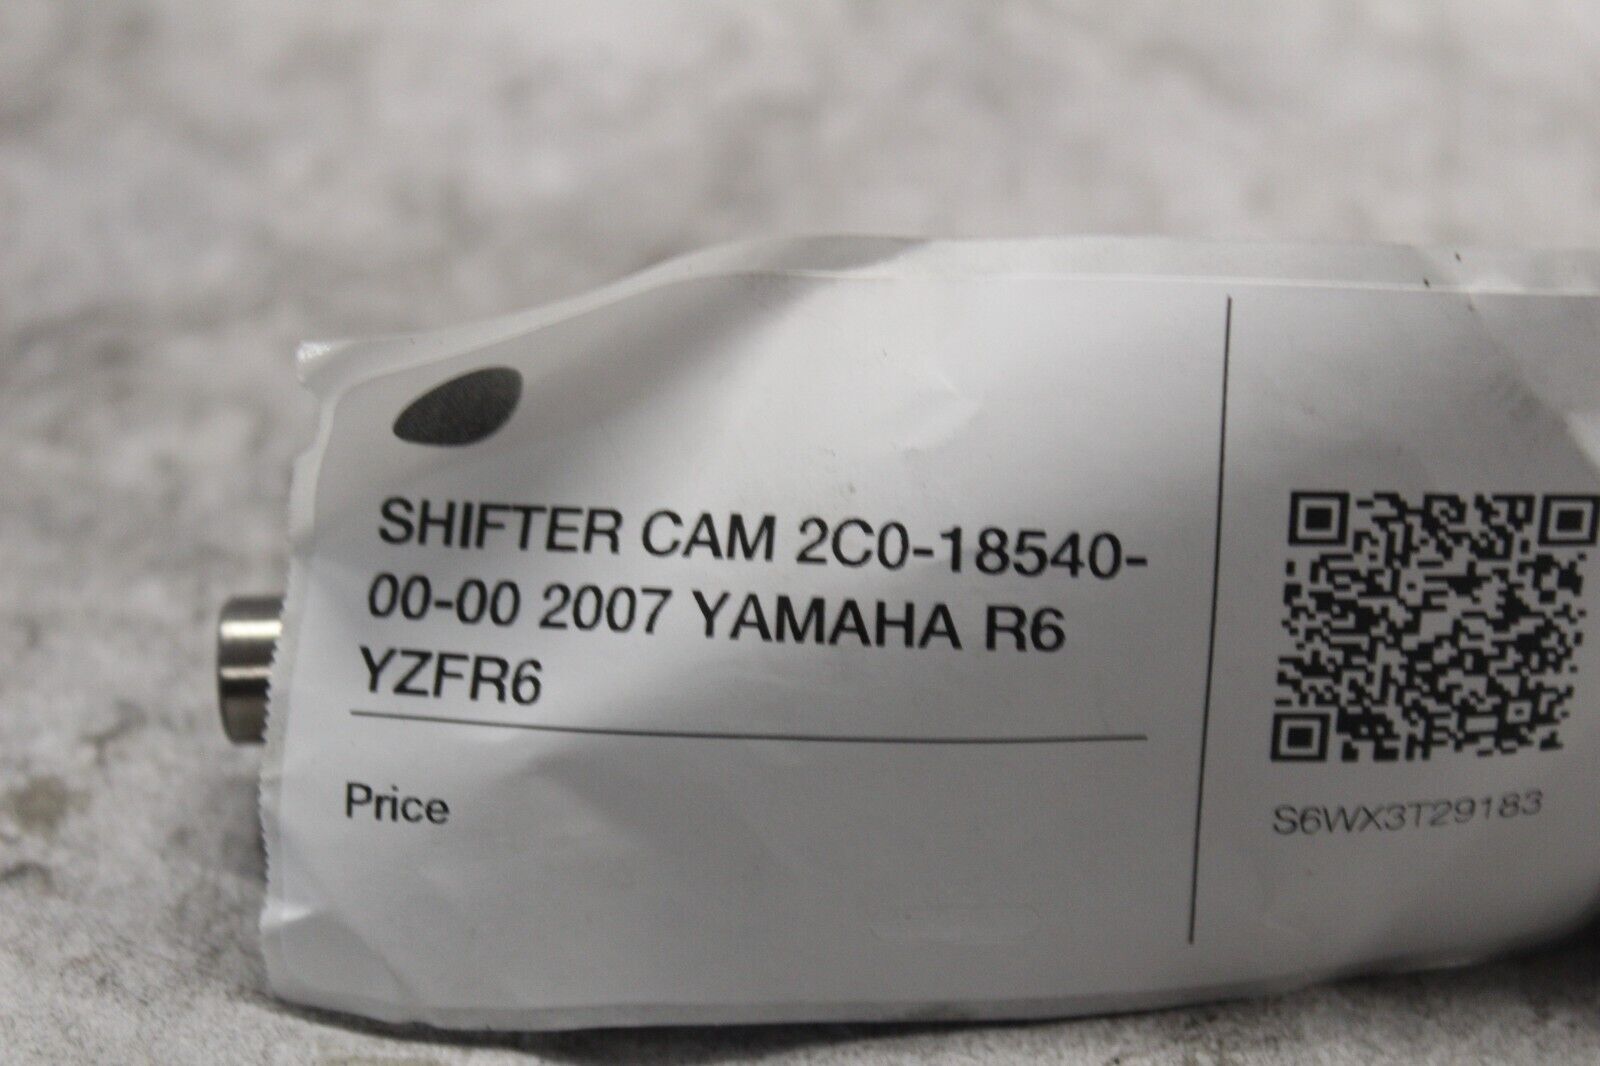 SHIFTER CAM 2C0-18540-
00-00 2007 YAMAHA R6
YZFR6
Price
S6WX3T29183